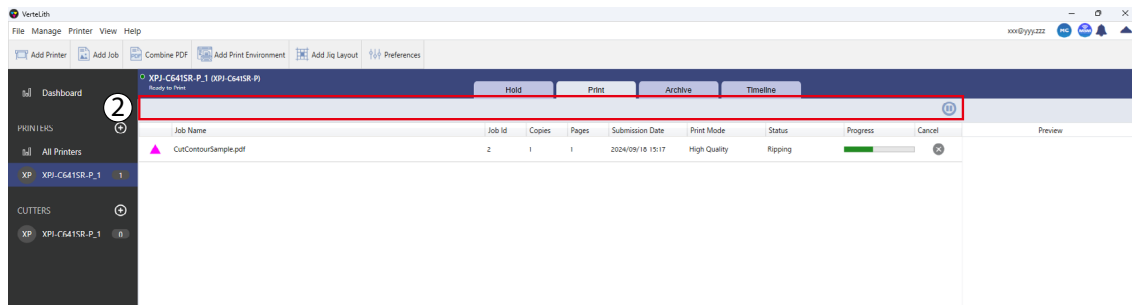 VerteLith
File Manage Printer View Help
xxx@yyy.zzz MC MIM
Add Printer Add Job Combine PDF Add Print Environment Add Jig Layout Preferences
XPJ-C641SR-P_1 (XPJ-C641SR-P)
Ready to Print
Hold Print Archive Timeline
Dashboard
2
PRINTERS
Job Name Job Id Copies Pages Submission Date Print Mode Status Progress Cancel Preview
All Printers
CutContourSample.pdf 2 1 1 2024/09/18 15:17 High Quality Ripping
XP XPJ-C641SR-P_1 1
CUTTERS
XP XPJ-C641SR-P_1 0